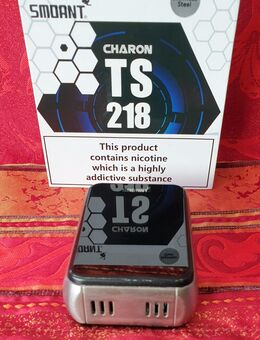 SMOANT
CHARON
TS
218
Steel
This product
contains nicotine
which is a highly
addictive substance